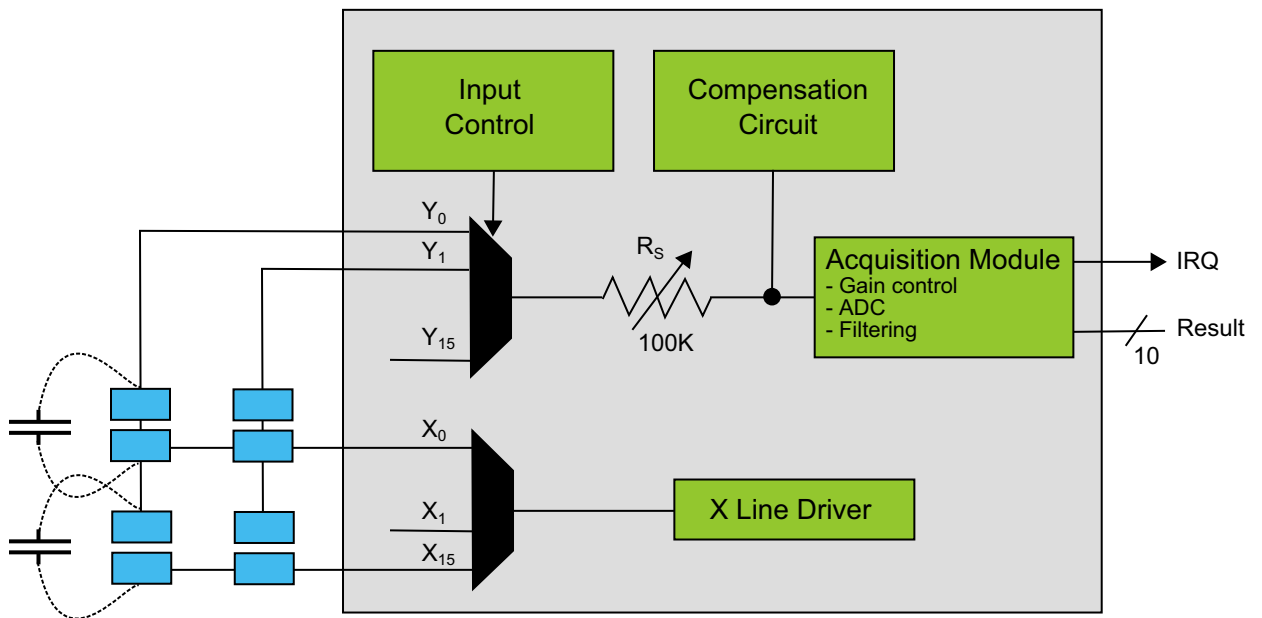 Input
Control
Compensation
Circuit
Y₀
Y₁
Y₁₅
R_S
100K
Acquisition Module
- Gain control
- ADC
- Filtering
IRQ
Result
10
X₀
X₁
X₁₅
X Line Driver